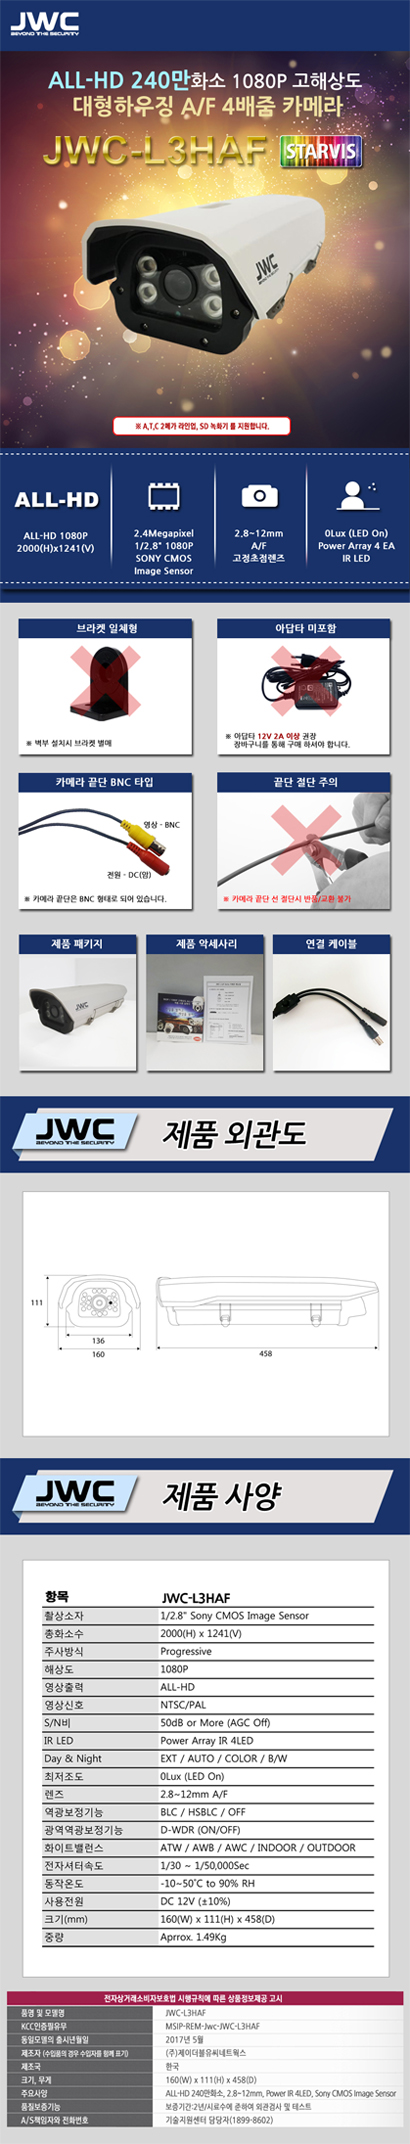 JWC
BEYOND THE SECURITY
ALL-HD 240만화소 1080P 고해상도
대형하우징 A/F 4배줌 카메라
JWC-L3HAF STARVIS
JWC
※ A,T,C 2메가 라인업, SD 녹화기 를 지원합니다.
ALL-HD
ALL-HD 1080P
2000(H)x1241(V)
2.4Megapixel
1/2.8" 1080P
SONY CMOS
Image Sensor
2.8~12mm
A/F
고정초점렌즈
0Lux (LED On)
Power Array 4 EA
IR LED
브라켓 일체형
※ 벽부 설치시 브라켓 별매
아답타 미포함
※ 아답타 12V 2A 이상 권장
장바구니를 통해 구매 하셔야 합니다.
카메라 끝단 BNC 타입
영상 - BNC
전원 - DC(암)
※ 카메라 끝단은 BNC 형태로 되어 있습니다.
끝단 절단 주의
※ 카메라 끝단 선 절단시 반품/교환 불가
제품 패키지
제품 악세사리
연결 케이블
JWC
BEYOND THE SECURITY
제품 외관도
111
136
160
458
JWC
BEYOND THE SECURITY
제품 사양
항목 JWC-L3HAF
촬상소자 1/2.8" Sony CMOS Image Sensor
총화소수 2000(H) x 1241(V)
주사방식 Progressive
해상도 1080P
영상출력 ALL-HD
영상신호 NTSC/PAL
S/N비 50dB or More (AGC Off)
IR LED Power Array IR 4LED
Day & Night EXT / AUTO / COLOR / B/W
최저조도 0Lux (LED On)
렌즈 2.8~12mm A/F
역광보정기능 BLC / HSBLC / OFF
광역역광보정기능 D-WDR (ON/OFF)
화이트밸런스 ATW / AWB / AWC / INDOOR / OUTDOOR
전자셔터속도 1/30 ~ 1/50,000Sec
동작온도 -10~50˚C to 90% RH
사용전원 DC 12V (±10%)
크기(mm) 160(W) x 111(H) x 458(D)
중량 Aprrox. 1.49Kg
전자상거래소비자보호법 시행규칙에 따른 상품정보제공 고시
품명 및 모델명 JWC-L3HAF
KCC인증필유무 MSIP-REM-Jwc-JWC-L3HAF
동일모델의 출시년월일 2017년 5월
제조자 (수입품의 경우 수입자를 함께 표기) (주)제이더블유씨네트웍스
제조국 한국
크기, 무게 160(W) x 111(H) x 458(D)
주요사양 ALL-HD 240만화소, 2.8~12mm, Power IR 4LED, Sony CMOS Image Sensor
품질보증기준 보증기간:2년/시료수에 준하여 외관검사 및 테스트
A/S책임자와 전화번호 기술지원센터 담당자(1899-8602)